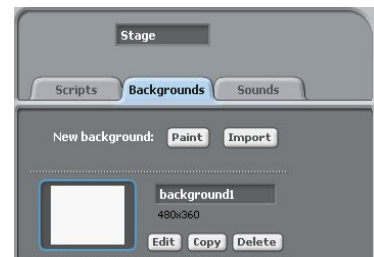 Stage
Scripts Backgrounds Sounds
New background: Paint Import
background1
480x360
Edit Copy Delete